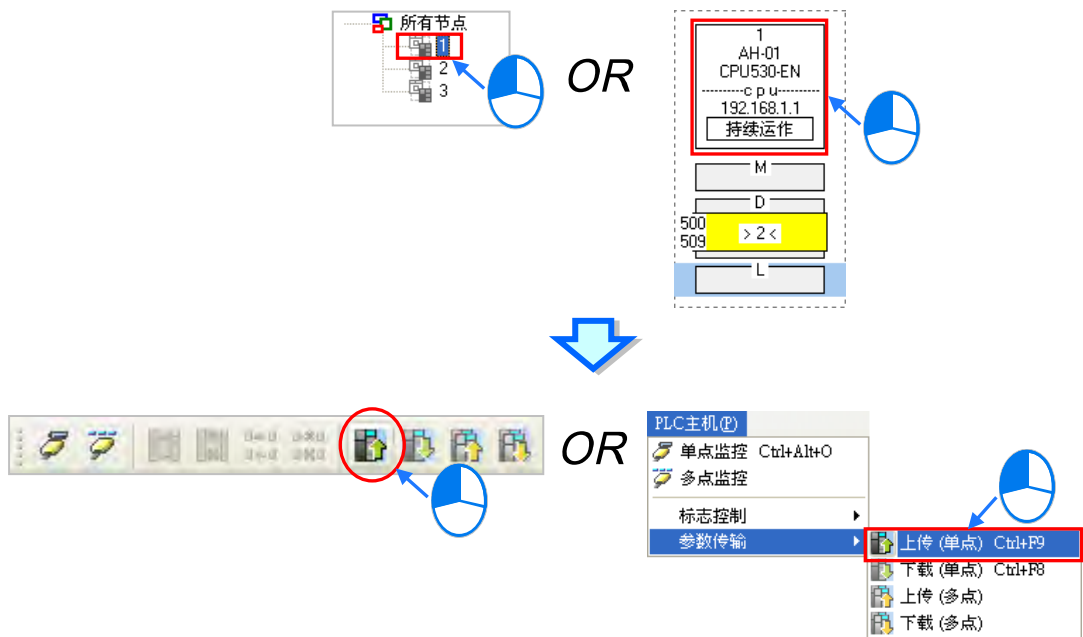 所有节点
1
2
3
OR
1
AH-01
CPU530-EN
--------cpu--------
192.168.1.1
持续运作
M
D
500
509
> 2 <
L
OR
PLC主机(P)
单点监控 Ctrl+Alt+O
多点监控
标志控制
参数传输
上传 (单点) Ctrl+F9
下载 (单点) Ctrl+F8
上传 (多点)
下载 (多点)